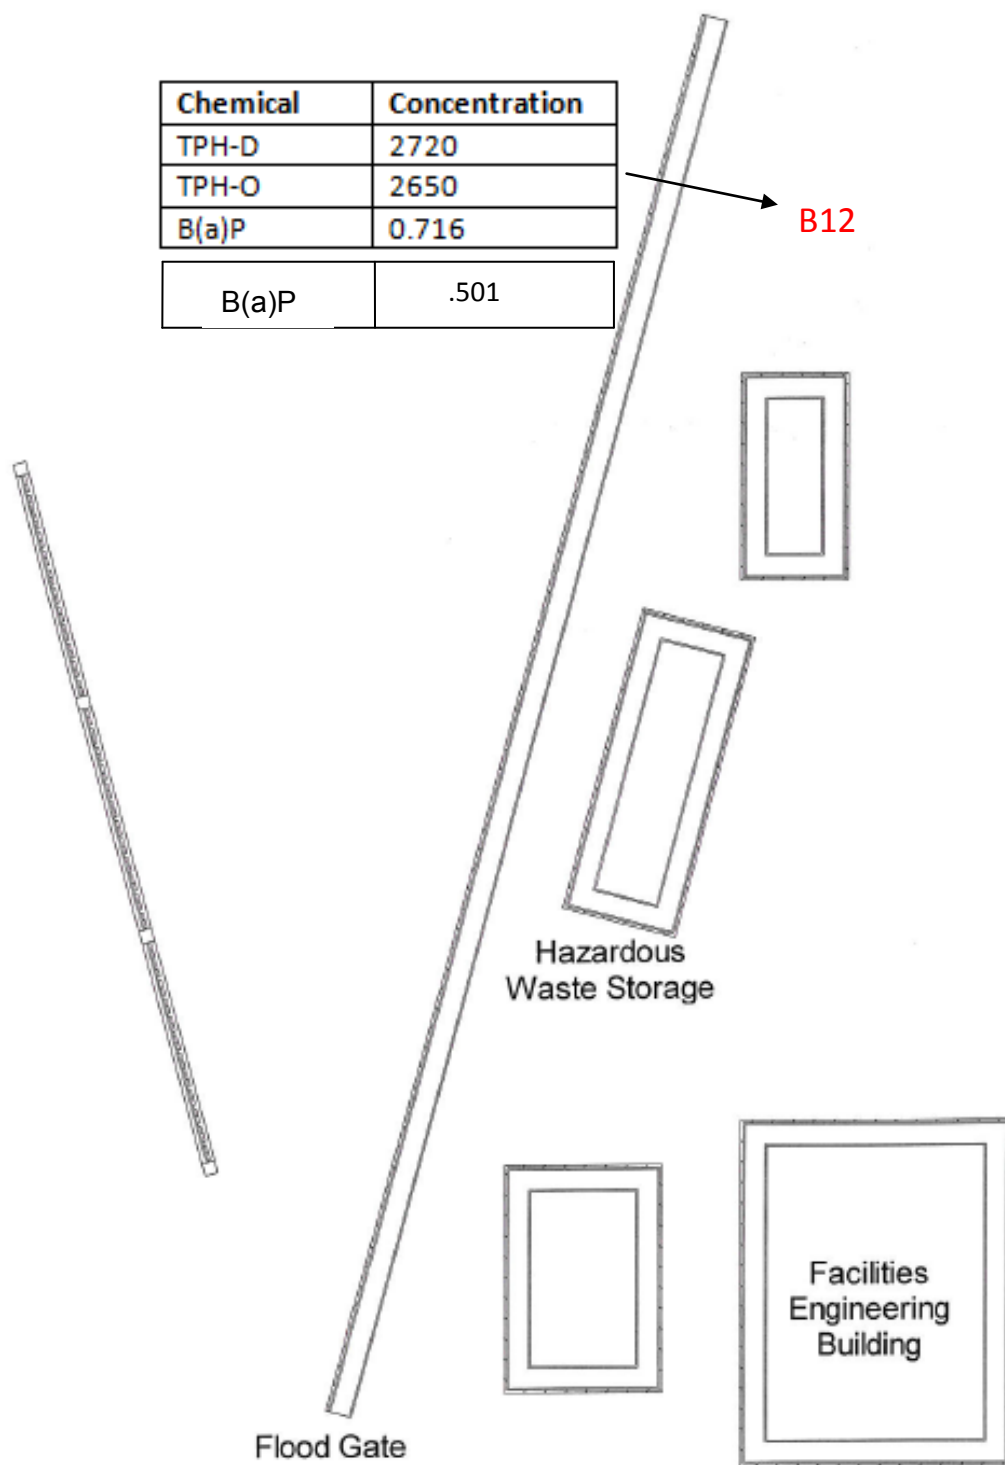 Chemical Concentration
TPH-D 2720
TPH-O 2650
B(a)P 0.716
B12
B(a)P .501
Hazardous
Waste Storage
Facilities
Engineering
Building
Flood Gate